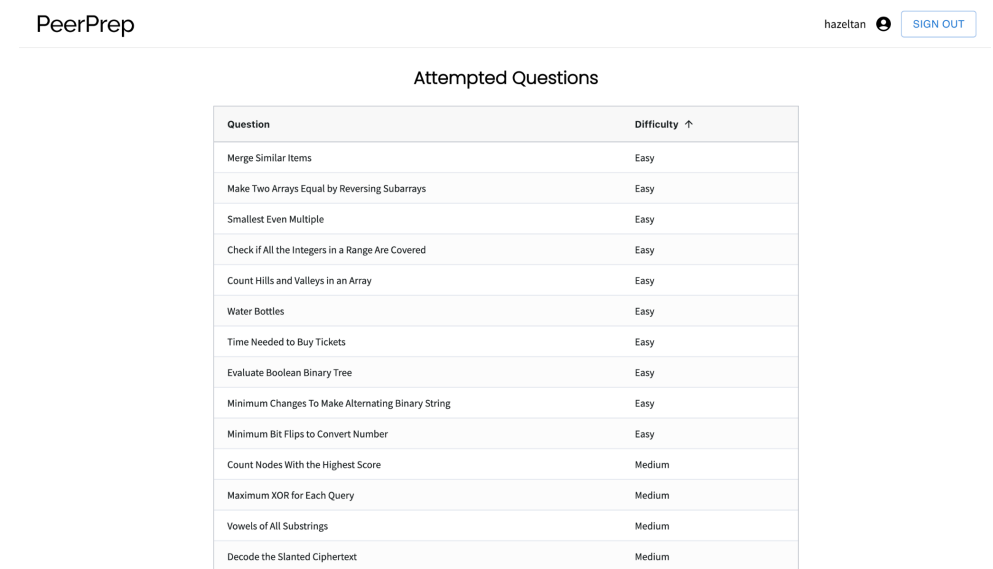 PeerPrep
hazeltan SIGN OUT
Attempted Questions
Question Difficulty
Merge Similar Items Easy
Make Two Arrays Equal by Reversing Subarrays Easy
Smallest Even Multiple Easy
Check if All the Integers in a Range Are Covered Easy
Count Hills and Valleys in an Array Easy
Water Bottles Easy
Time Needed to Buy Tickets Easy
Evaluate Boolean Binary Tree Easy
Minimum Changes To Make Alternating Binary String Easy
Minimum Bit Flips to Convert Number Easy
Count Nodes With the Highest Score Medium
Maximum XOR for Each Query Medium
Vowels of All Substrings Medium
Decode the Slanted Ciphertext Medium